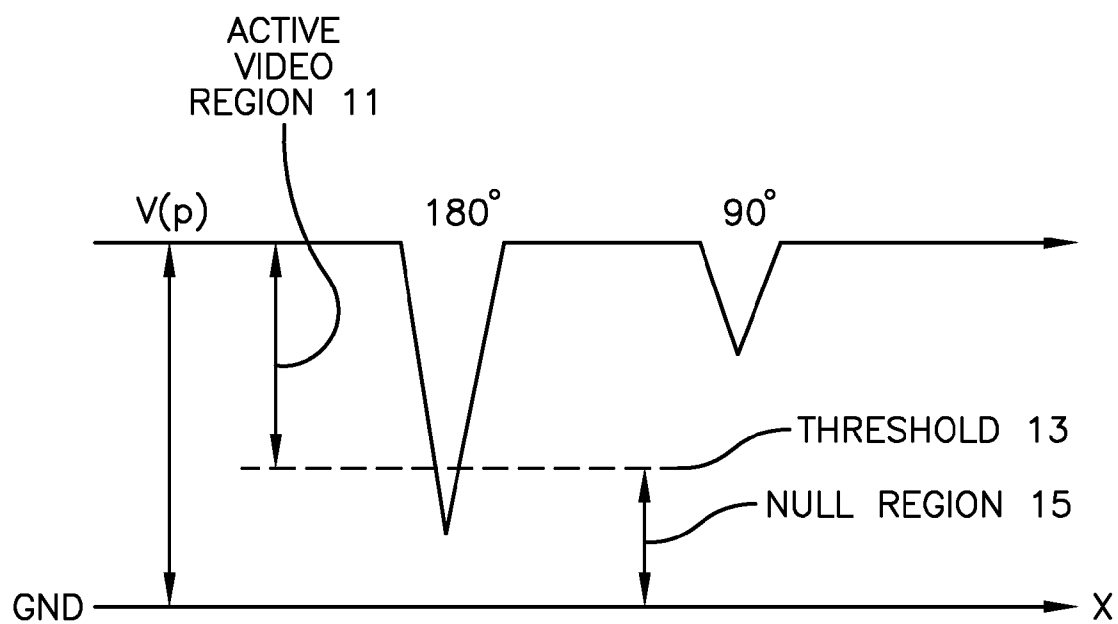 ACTIVE
VIDEO
REGION 11
V(p)
180°
90°
THRESHOLD 13
NULL REGION 15
GND
X